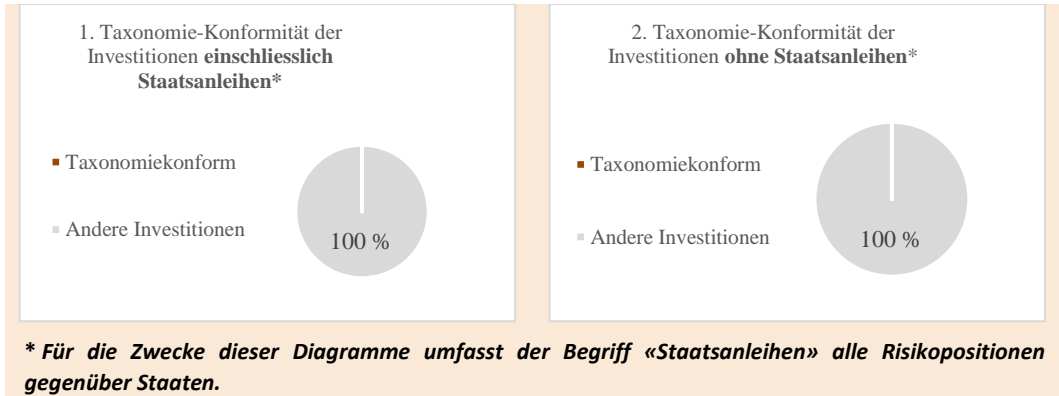 1. Taxonomie-Konformität der
Investitionen einschliesslich
Staatsanleihen*
Taxonomiekonform
Andere Investitionen
100 %
2. Taxonomie-Konformität der
Investitionen ohne Staatsanleihen*
Taxonomiekonform
Andere Investitionen
100 %
* Für die Zwecke dieser Diagramme umfasst der Begriff «Staatsanleihen» alle Risikopositionen
gegenüber Staaten.